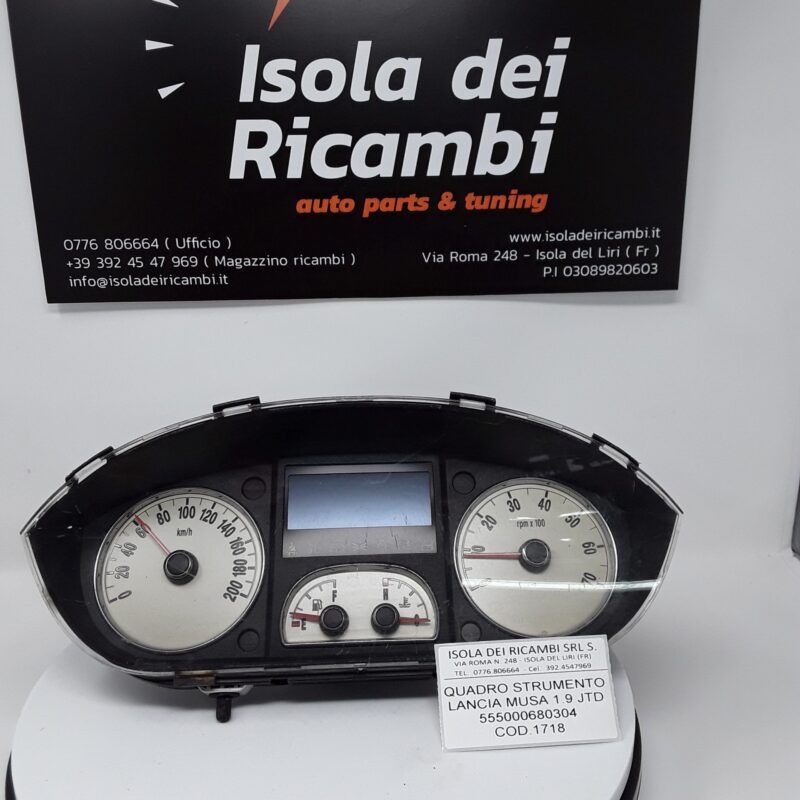 Isola dei
Ricambi
auto parts & tuning
0776 806664 ( Ufficio )
+39 392 45 47 969 ( Magazzino ricambi )
info@isoladeiricambi.it
www.isoladeiricambi.it
Via Roma 248 - Isola del Liri ( Fr )
P.I 03089820603
0 20 40 60 80 100 120 140 160 180 200
km/h
F
H
20 30 40 50 60 70
rpm x 100
ISOLA DEI RICAMBI SRL S.
VIA ROMA N. 248 - ISOLA DEL LIRI (FR)
TEL. 0776.806664 - Cel. 392.4547969
QUADRO STRUMENTO
LANCIA MUSA 1.9 JTD
555000680304
COD.1718